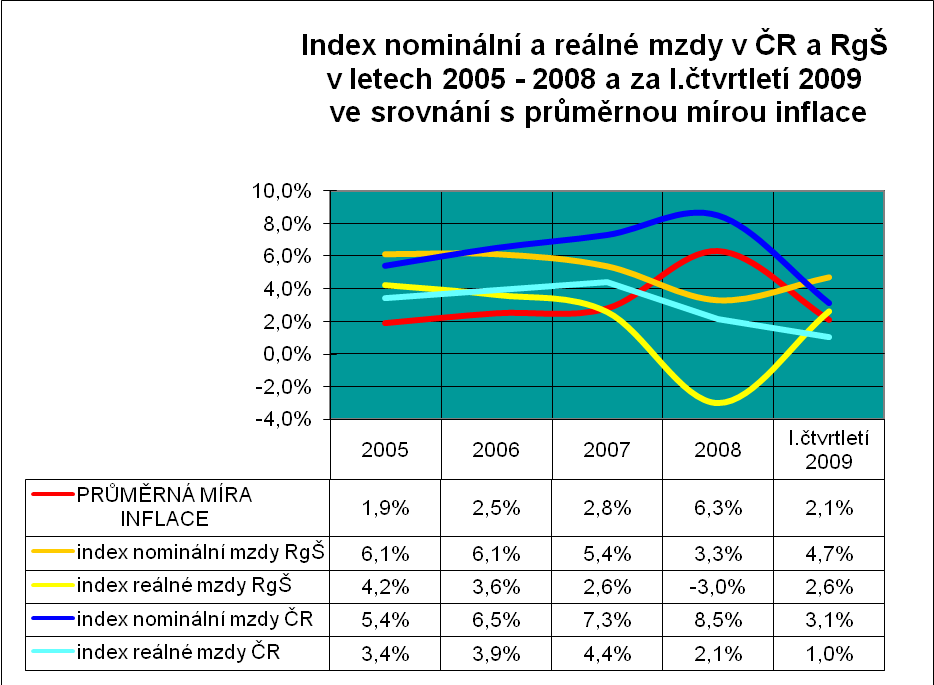 Index nominální a reálné mzdy v ČR a RgŠ
v letech 2005 - 2008 a za I.čtvrtletí 2009
ve srovnání s průměrnou mírou inflace
10,0%
8,0%
6,0%
4,0%
2,0%
0,0%
-2,0%
-4,0%
2005 2006 2007 2008 I.čtvrtletí
2009
PRŮMĚRNÁ MÍRA
INFLACE 1,9% 2,5% 2,8% 6,3% 2,1%
index nominální mzdy RgŠ 6,1% 6,1% 5,4% 3,3% 4,7%
index reálné mzdy RgŠ 4,2% 3,6% 2,6% -3,0% 2,6%
index nominální mzdy ČR 5,4% 6,5% 7,3% 8,5% 3,1%
index reálné mzdy ČR 3,4% 3,9% 4,4% 2,1% 1,0%